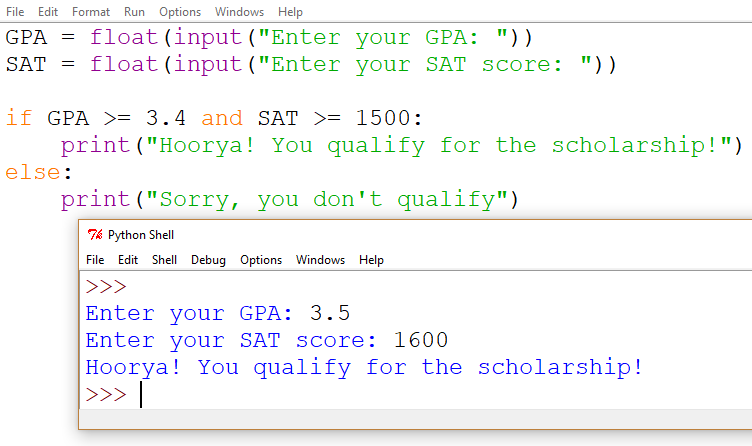 File Edit Format Run Options Windows Help
GPA = float(input("Enter your GPA: "))
SAT = float(input("Enter your SAT score: "))
if GPA >= 3.4 and SAT >= 1500:
    print("Hoorya! You qualify for the scholarship!")
else:
    print("Sorry, you don't qualify")
Python Shell
File Edit Shell Debug Options Windows Help
>>>
Enter your GPA: 3.5
Enter your SAT score: 1600
Hoorya! You qualify for the scholarship!
>>>